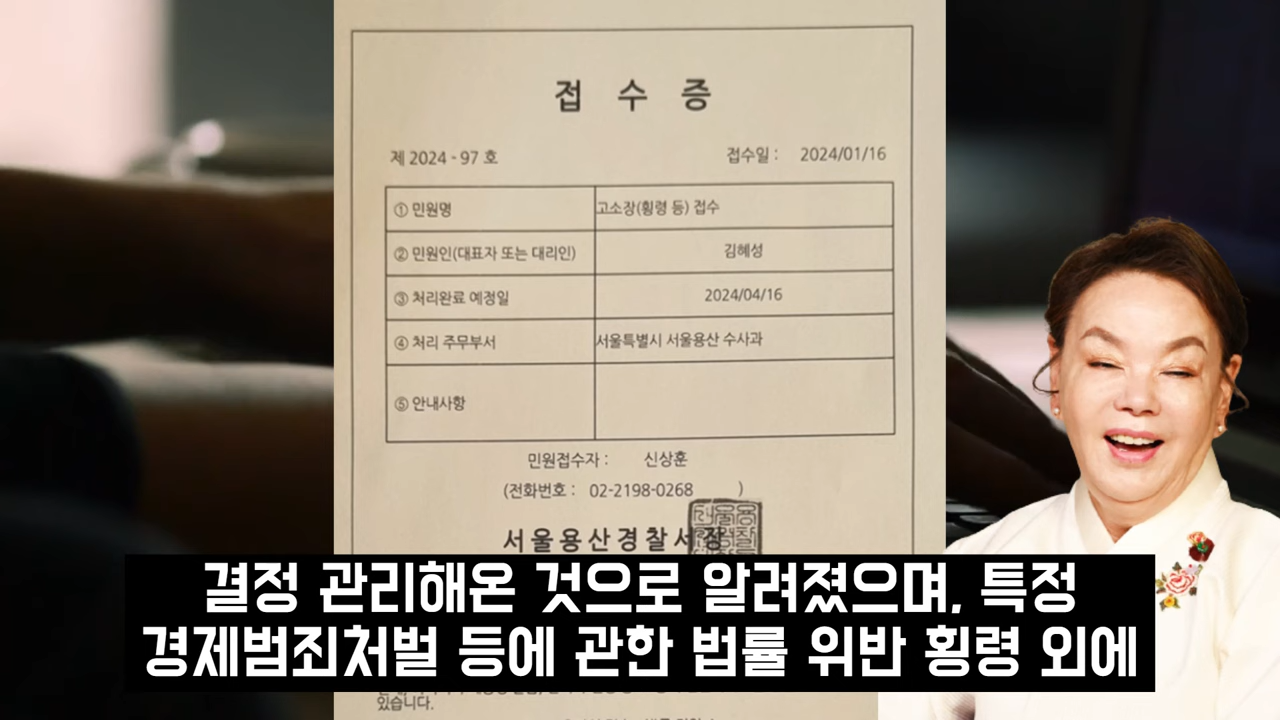 접 수 증
제 2024 - 97 호
접수일 : 2024/01/16
① 민원명 고소장(횡령 등) 접수
② 민원인(대표자 또는 대리인) 김혜성
③ 처리완료 예정일 2024/04/16
④ 처리 주무부서 서울특별시 서울용산 수사과
⑤ 안내사항
민원접수자 : 신상훈
(전화번호 : 02-2198-0268 )
서울용산경찰서장
결정 관리해온 것으로 알려졌으며, 특정
경제범죄처벌 등에 관한 법률 위반 횡령 외에
있습니다.